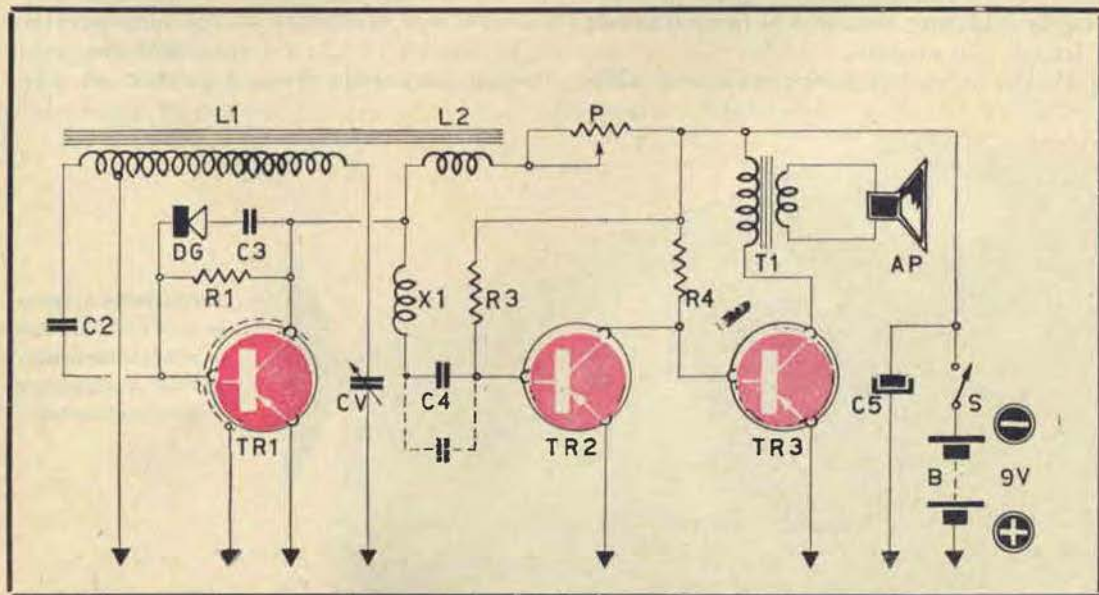 L1 L2 P
DG C3 T1 AP
R1 X1 R3 R4
C2 CV C4 C5 S
TR1 TR2 TR3 B 9V